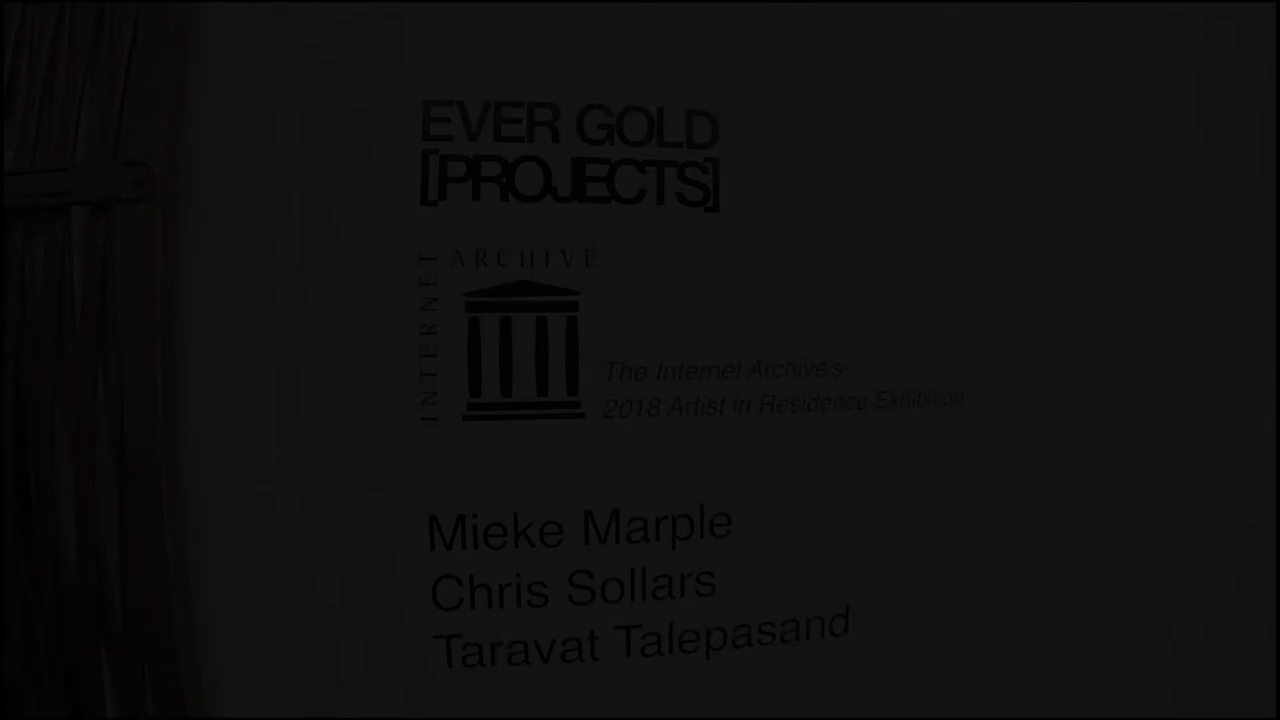 EVER GOLD
[PROJECTS]
INTERNET ARCHIVE
The Internet Archive's
2018 Artist in Residence Exhibition
Mieke Marple
Chris Sollars
Taravat Talepasand